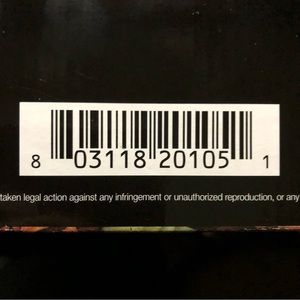 8 03118 20105 1
taken legal action against any infringement or unauthorized reproduction, or any